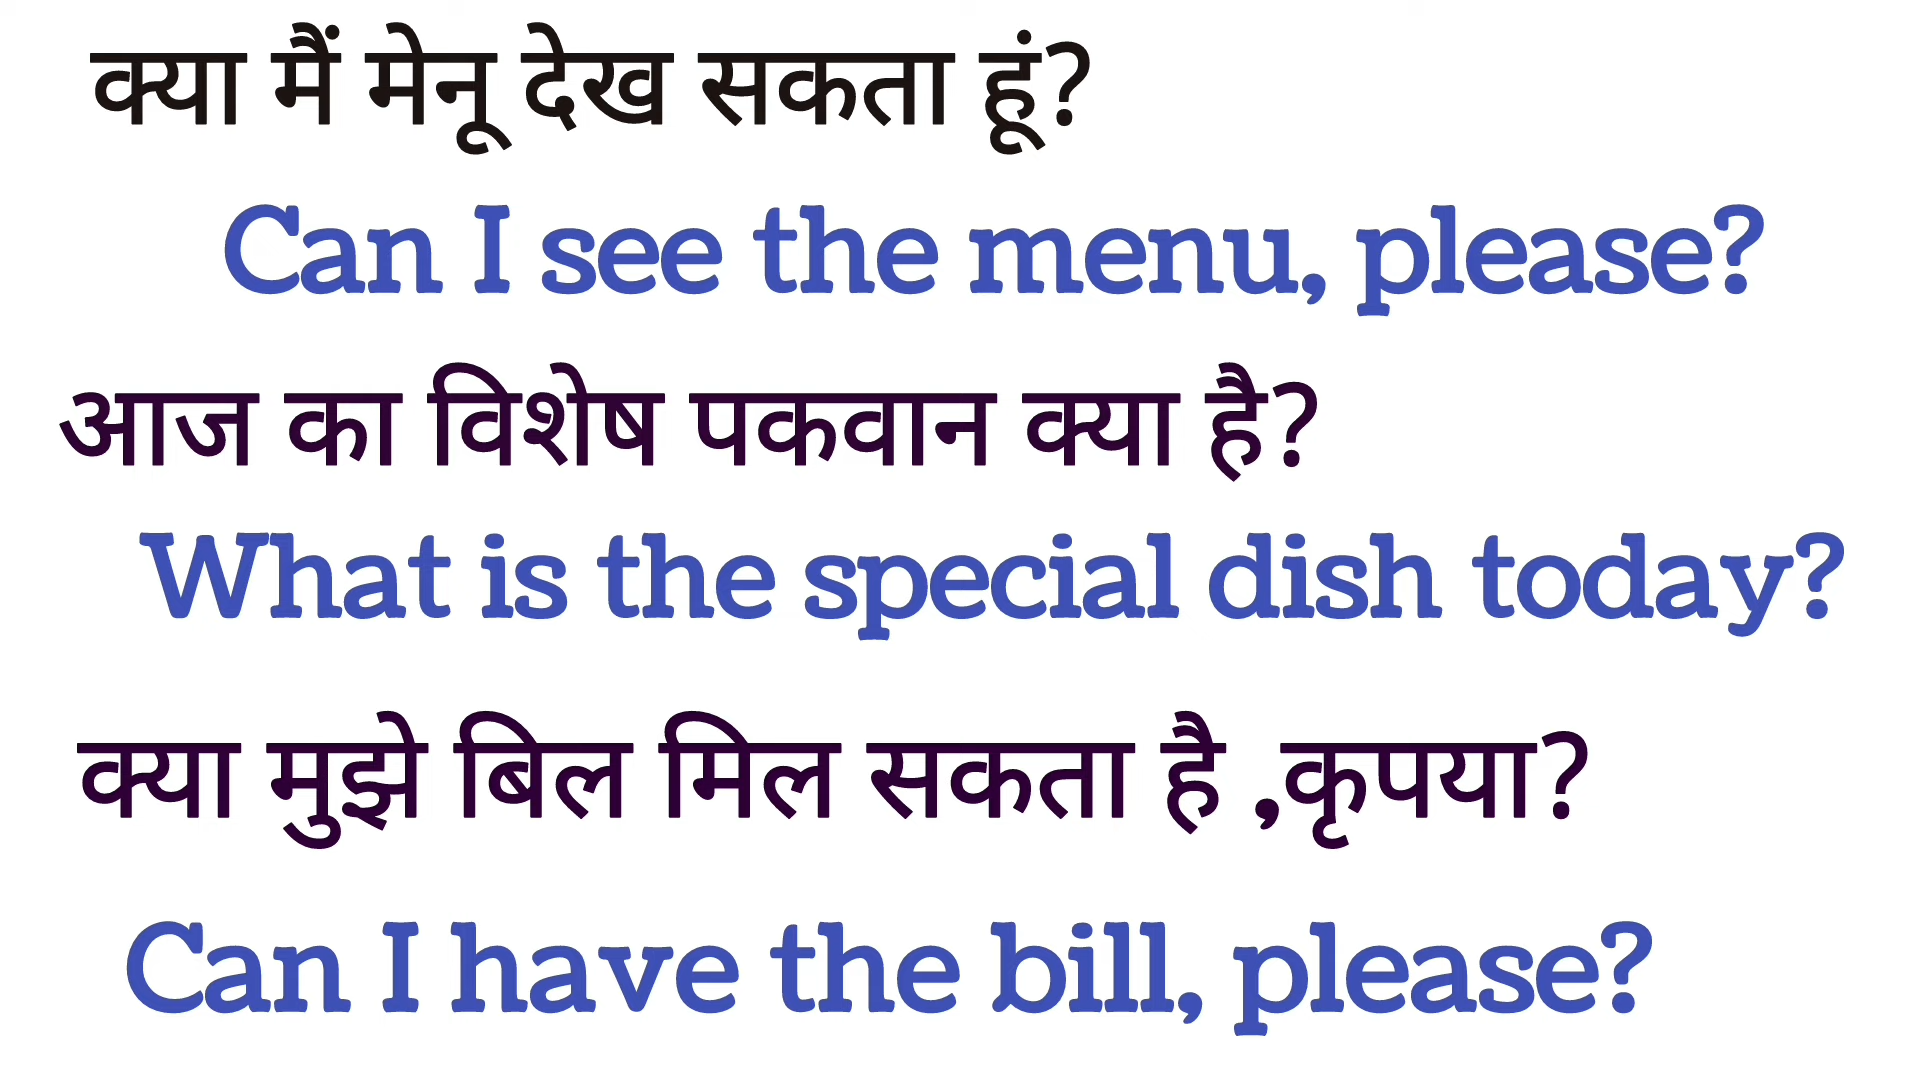 क्या मैं मेनू देख सकता हूं?
Can I see the menu, please?
आज का विशेष पकवान क्या है?
What is the special dish today?
क्या मुझे बिल मिल सकता है ,कृपया?
Can I have the bill, please?